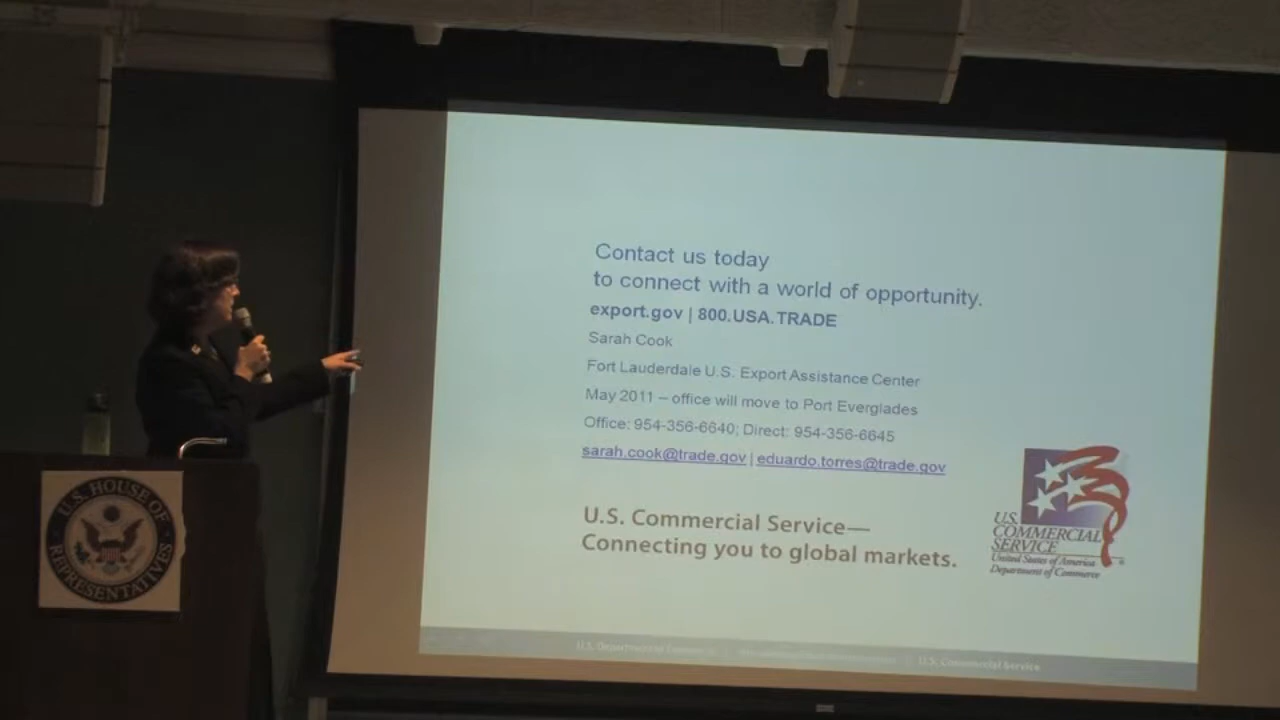 Contact us today
to connect with a world of opportunity.
export.gov | 800.USA.TRADE
Sarah Cook
Fort Lauderdale U.S. Export Assistance Center
May 2011 – office will move to Port Everglades
Office: 954-356-6640; Direct: 954-356-6645
sarah.cook@trade.gov | eduardo.torres@trade.gov
U.S. Commercial Service—
Connecting you to global markets.
U.S.
COMMERCIAL
SERVICE
United States of America
Department of Commerce
U.S. HOUSE OF
REPRESENTATIVES
U.S. Department of Commerce | | U.S. Commercial Service